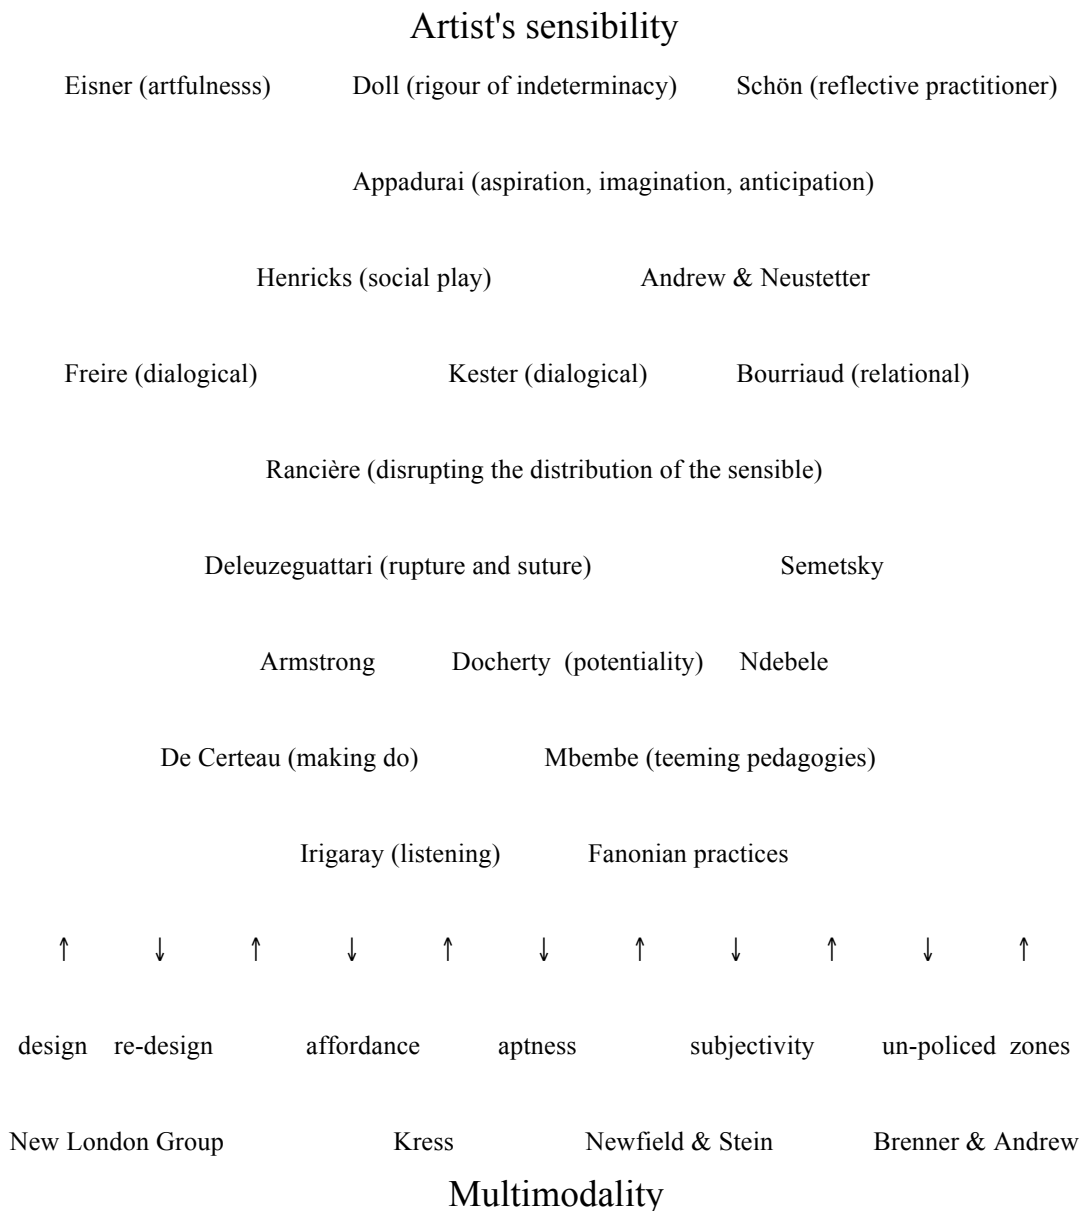 Artist's sensibility
Eisner (artfulnesss) Doll (rigour of indeterminacy) Schön (reflective practitioner)
Appadurai (aspiration, imagination, anticipation)
Henricks (social play) Andrew & Neustetter
Freire (dialogical) Kester (dialogical) Bourriaud (relational)
Rancière (disrupting the distribution of the sensible)
Deleuzeguattari (rupture and suture) Semetsky
Armstrong Docherty (potentiality) Ndebele
De Certeau (making do) Mbembe (teeming pedagogies)
Irigaray (listening) Fanonian practices
↑ ↓ ↑ ↓ ↑ ↓ ↑ ↓ ↑ ↓ ↑
design re-design affordance aptness subjectivity un-policed zones
New London Group Kress Newfield & Stein Brenner & Andrew
Multimodality